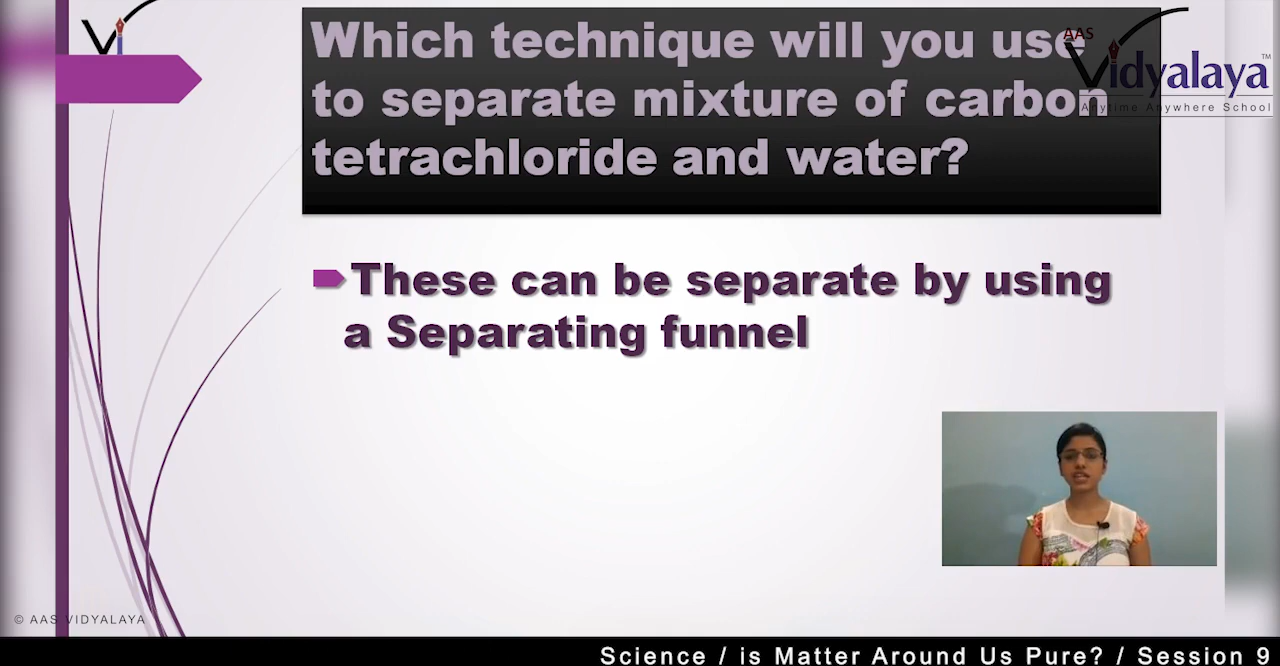 Which technique will you use
to separate mixture of carbon
tetrachloride and water?
AAS
Vidyalaya™
Anytime Anywhere School
These can be separate by using
a Separating funnel
© AAS VIDYALAYA
Science / is Matter Around Us Pure? / Session 9